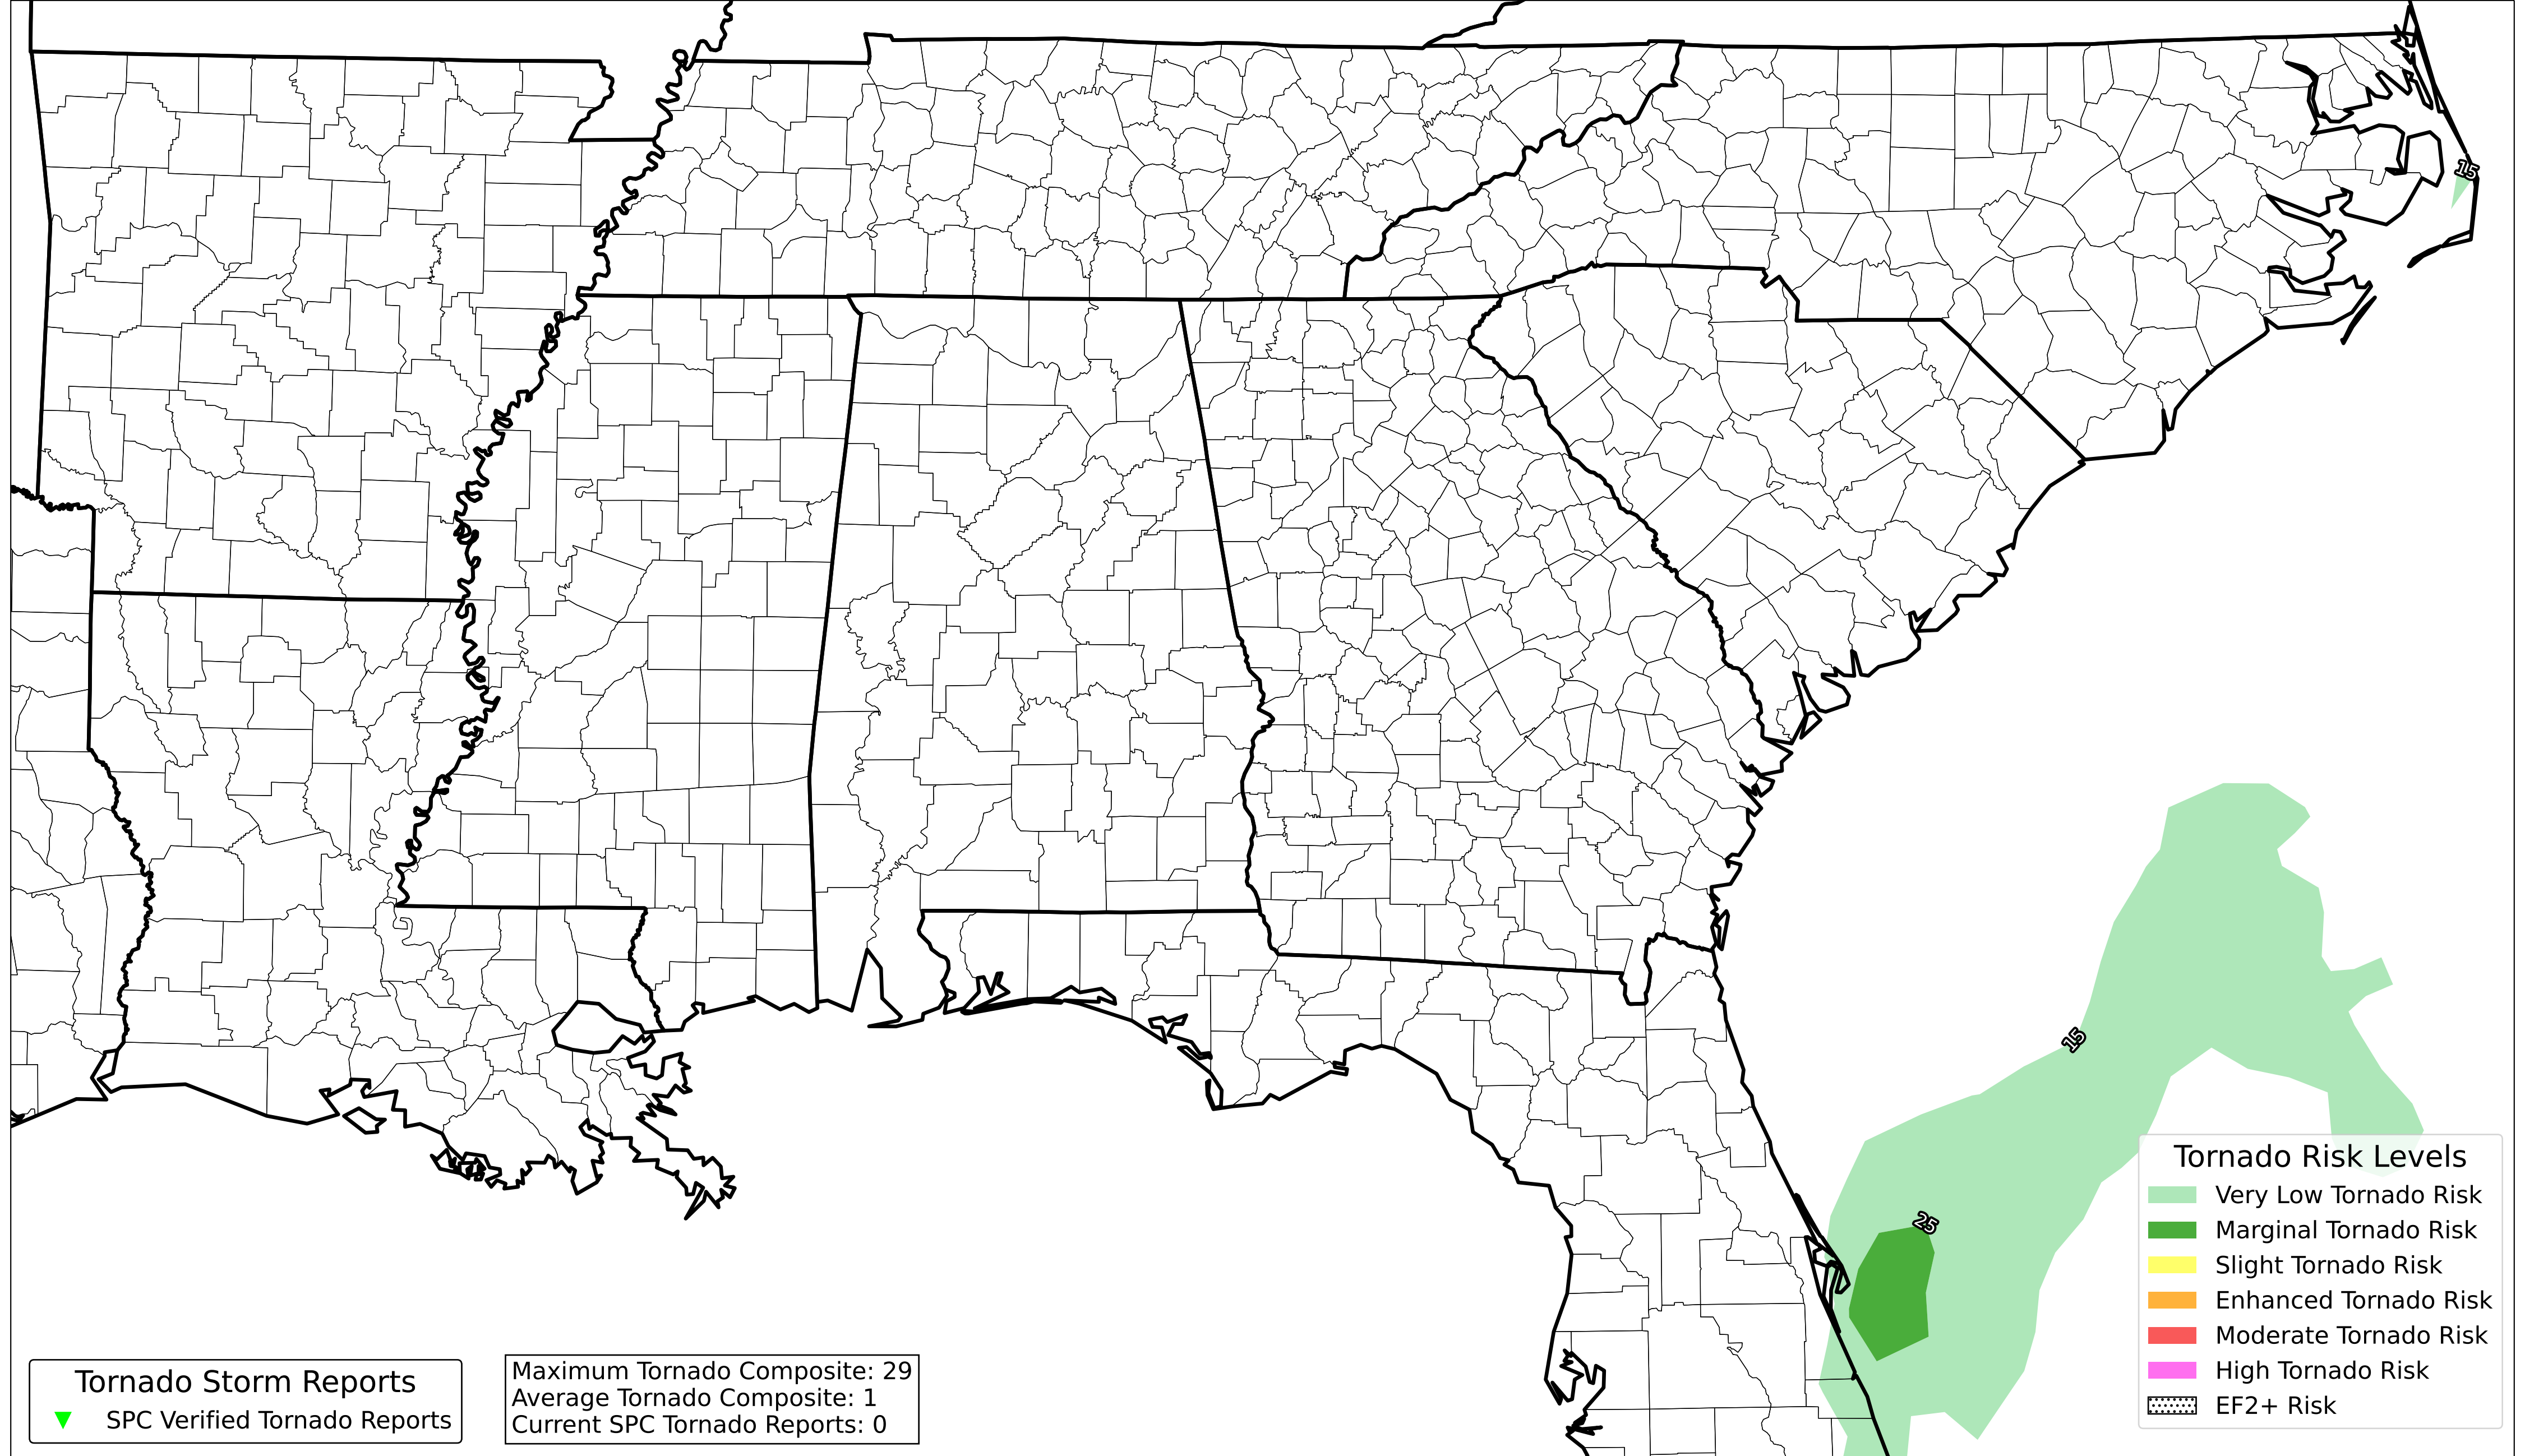 15
15
25
Tornado Risk Levels
Very Low Tornado Risk
Marginal Tornado Risk
Slight Tornado Risk
Enhanced Tornado Risk
Moderate Tornado Risk
High Tornado Risk
EF2+ Risk
Tornado Storm Reports
SPC Verified Tornado Reports
Maximum Tornado Composite: 29
Average Tornado Composite: 1
Current SPC Tornado Reports: 0